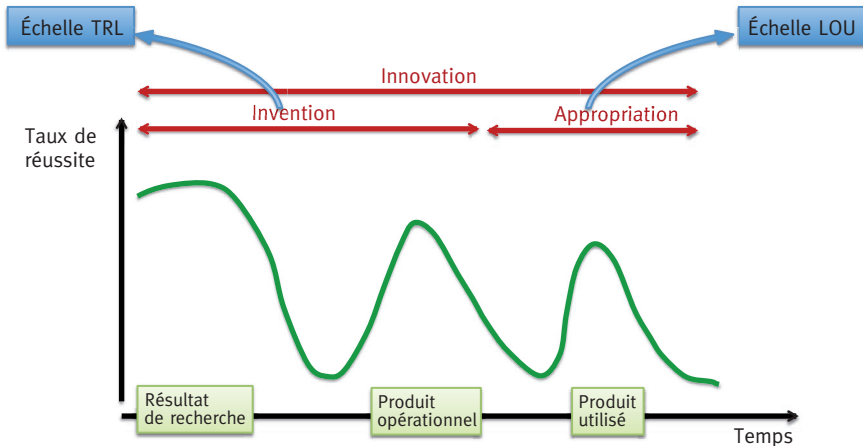 Échelle TRL
Échelle LOU
Innovation
Invention
Appropriation
Taux de
réussite
Résultat
de recherche
Produit
opérationnel
Produit
utilisé
Temps